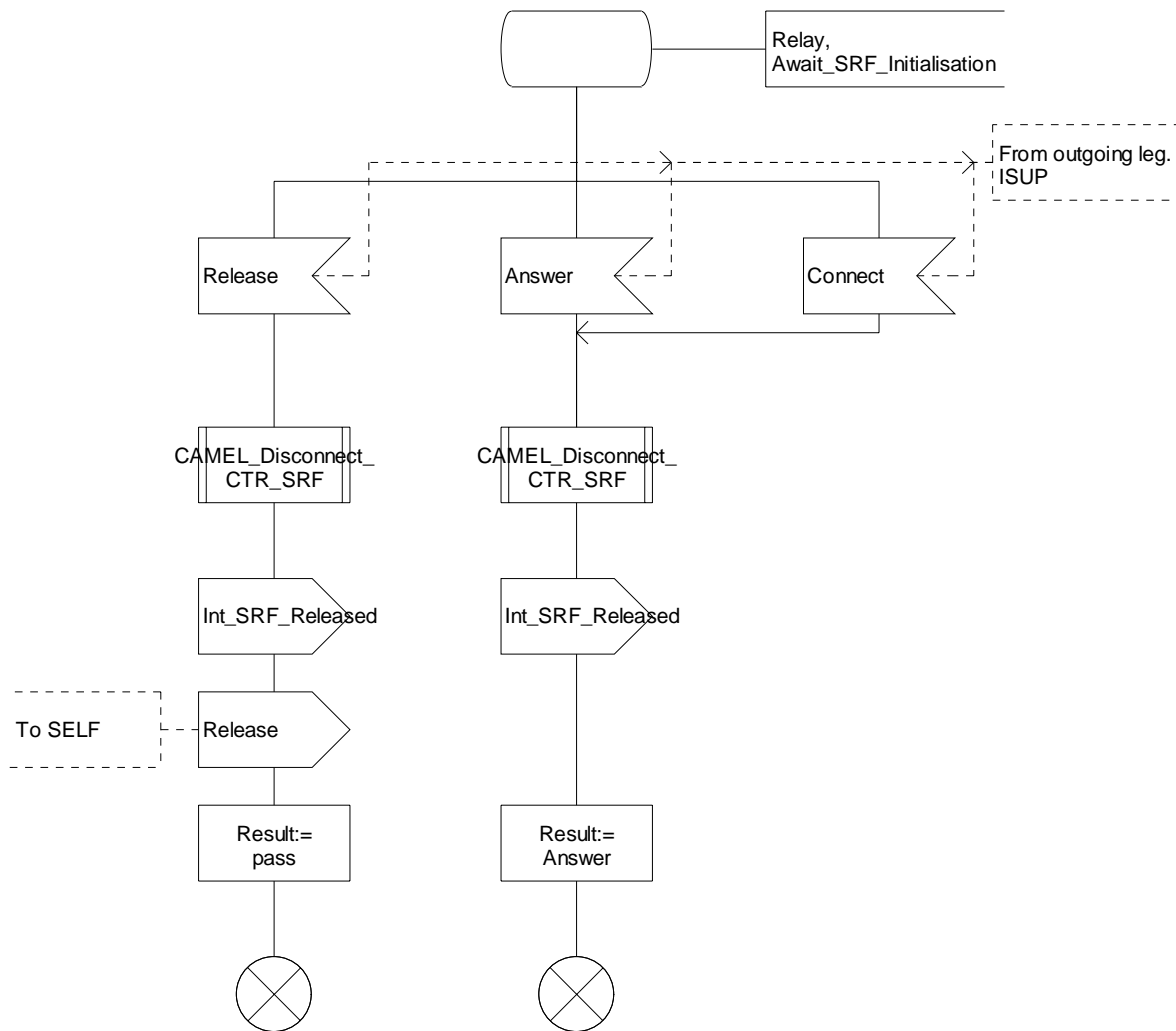 Relay,
Await_SRF_Initialisation
From outgoing leg.
ISUP
Release
Answer
Connect
CAMEL_Disconnect_
CTR_SRF
CAMEL_Disconnect_
CTR_SRF
Int_SRF_Released
Int_SRF_Released
To SELF
Release
Result:=
pass
Result:=
Answer